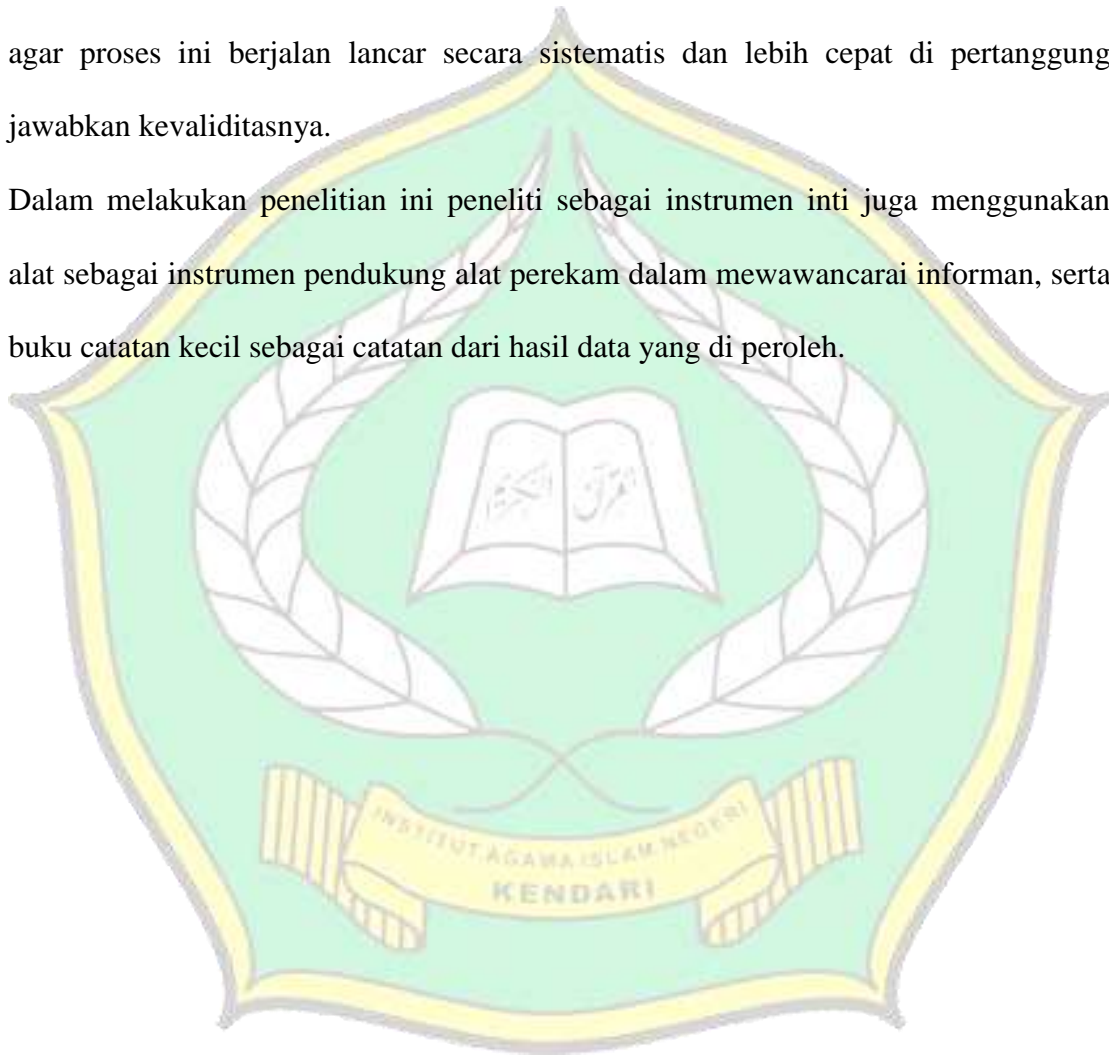 agar proses ini berjalan lancar secara sistematis dan lebih cepat di pertanggung
jawabkan kevaliditasnya.
Dalam melakukan penelitian ini peneliti sebagai instrumen inti juga menggunakan
alat sebagai instrumen pendukung alat perekam dalam mewawancarai informan, serta
buku catatan kecil sebagai catatan dari hasil data yang di peroleh.
القرآن الكريم
INSTITUT AGAMA ISLAM NEGERI
KENDARI